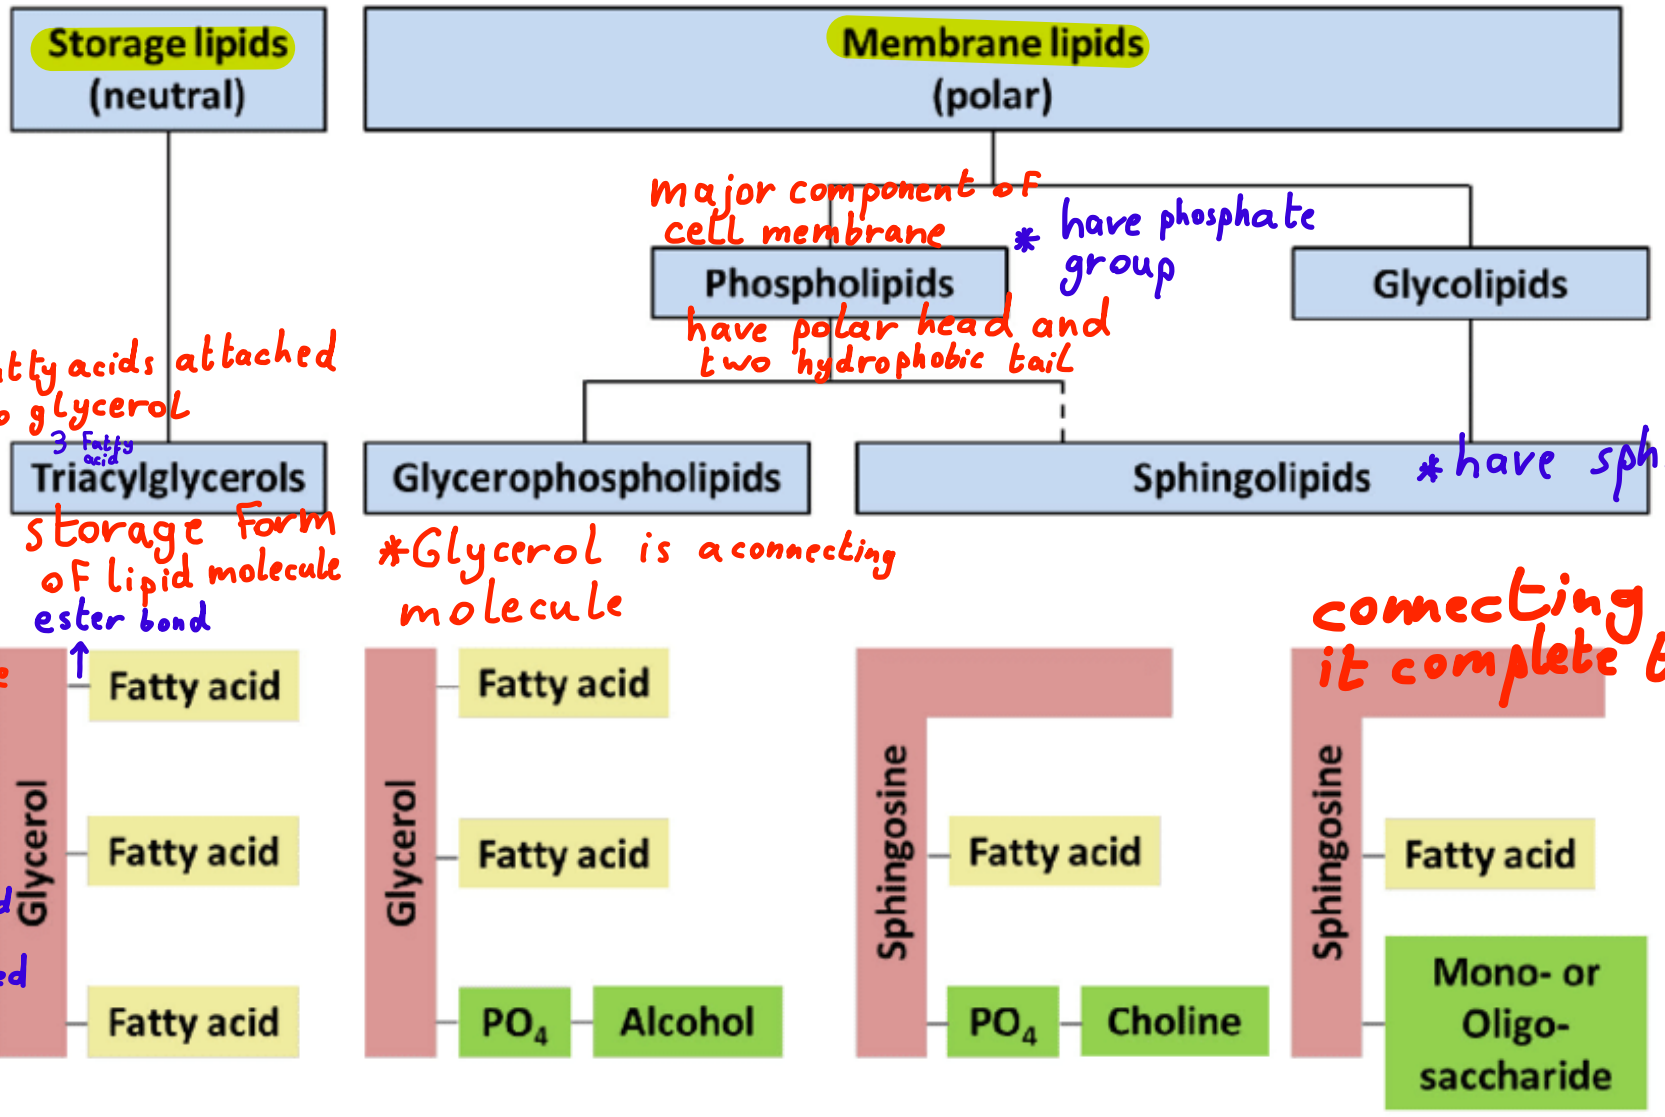 Storage lipids
(neutral)
Membrane lipids
(polar)
major component of
cell membrane
* have phosphate
group
Phospholipids
Glycolipids
have polar head and
two hydrophobic tail
acids attached
glycerol
3 Fatty
acid
Triacylglycerols
Glycerophospholipids
Sphingolipids
* have sph
storage Form
of lipid molecule
ester bond
↑
*Glycerol is a connecting
molecule
connecting
it complete
Glycerol
Fatty acid
Fatty acid
Fatty acid
Glycerol
Fatty acid
Fatty acid
PO4
Alcohol
Sphingosine
Fatty acid
PO4
Choline
Sphingosine
Fatty acid
Mono- or
Oligo-
saccharide